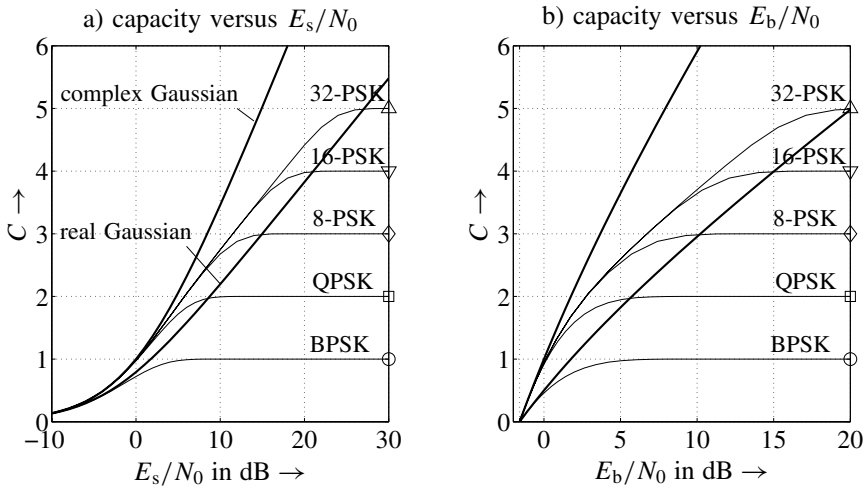 a) capacity versus Es/N0
6
5
4
3
2
1
0
C →
complex Gaussian
real Gaussian
32-PSK
16-PSK
8-PSK
QPSK
BPSK
−10 0 10 20 30
Es/N0 in dB →
b) capacity versus Eb/N0
6
5
4
3
2
1
0
C →
32-PSK
16-PSK
8-PSK
QPSK
BPSK
0 5 10 15 20
Eb/N0 in dB →